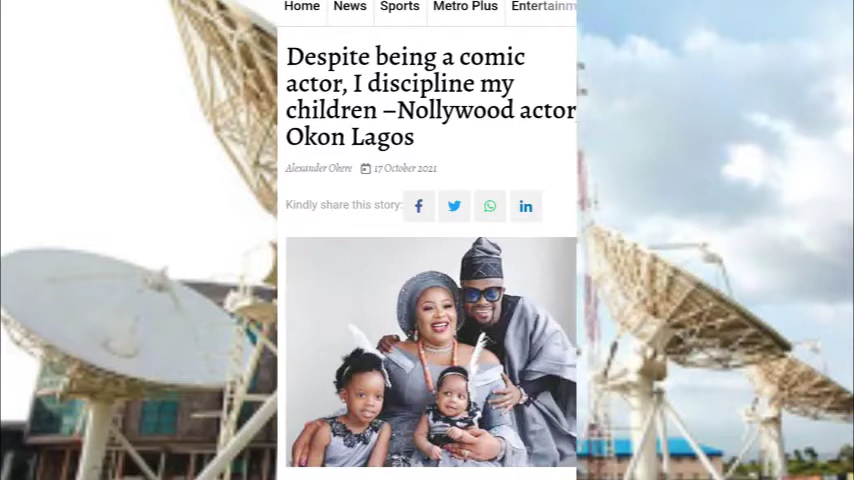 Home News Sports Metro Plus Entertainm
Despite being a comic
actor, I discipline my
children –Nollywood actor,
Okon Lagos
Alexander Okere 17 October 2021
Kindly share this story: